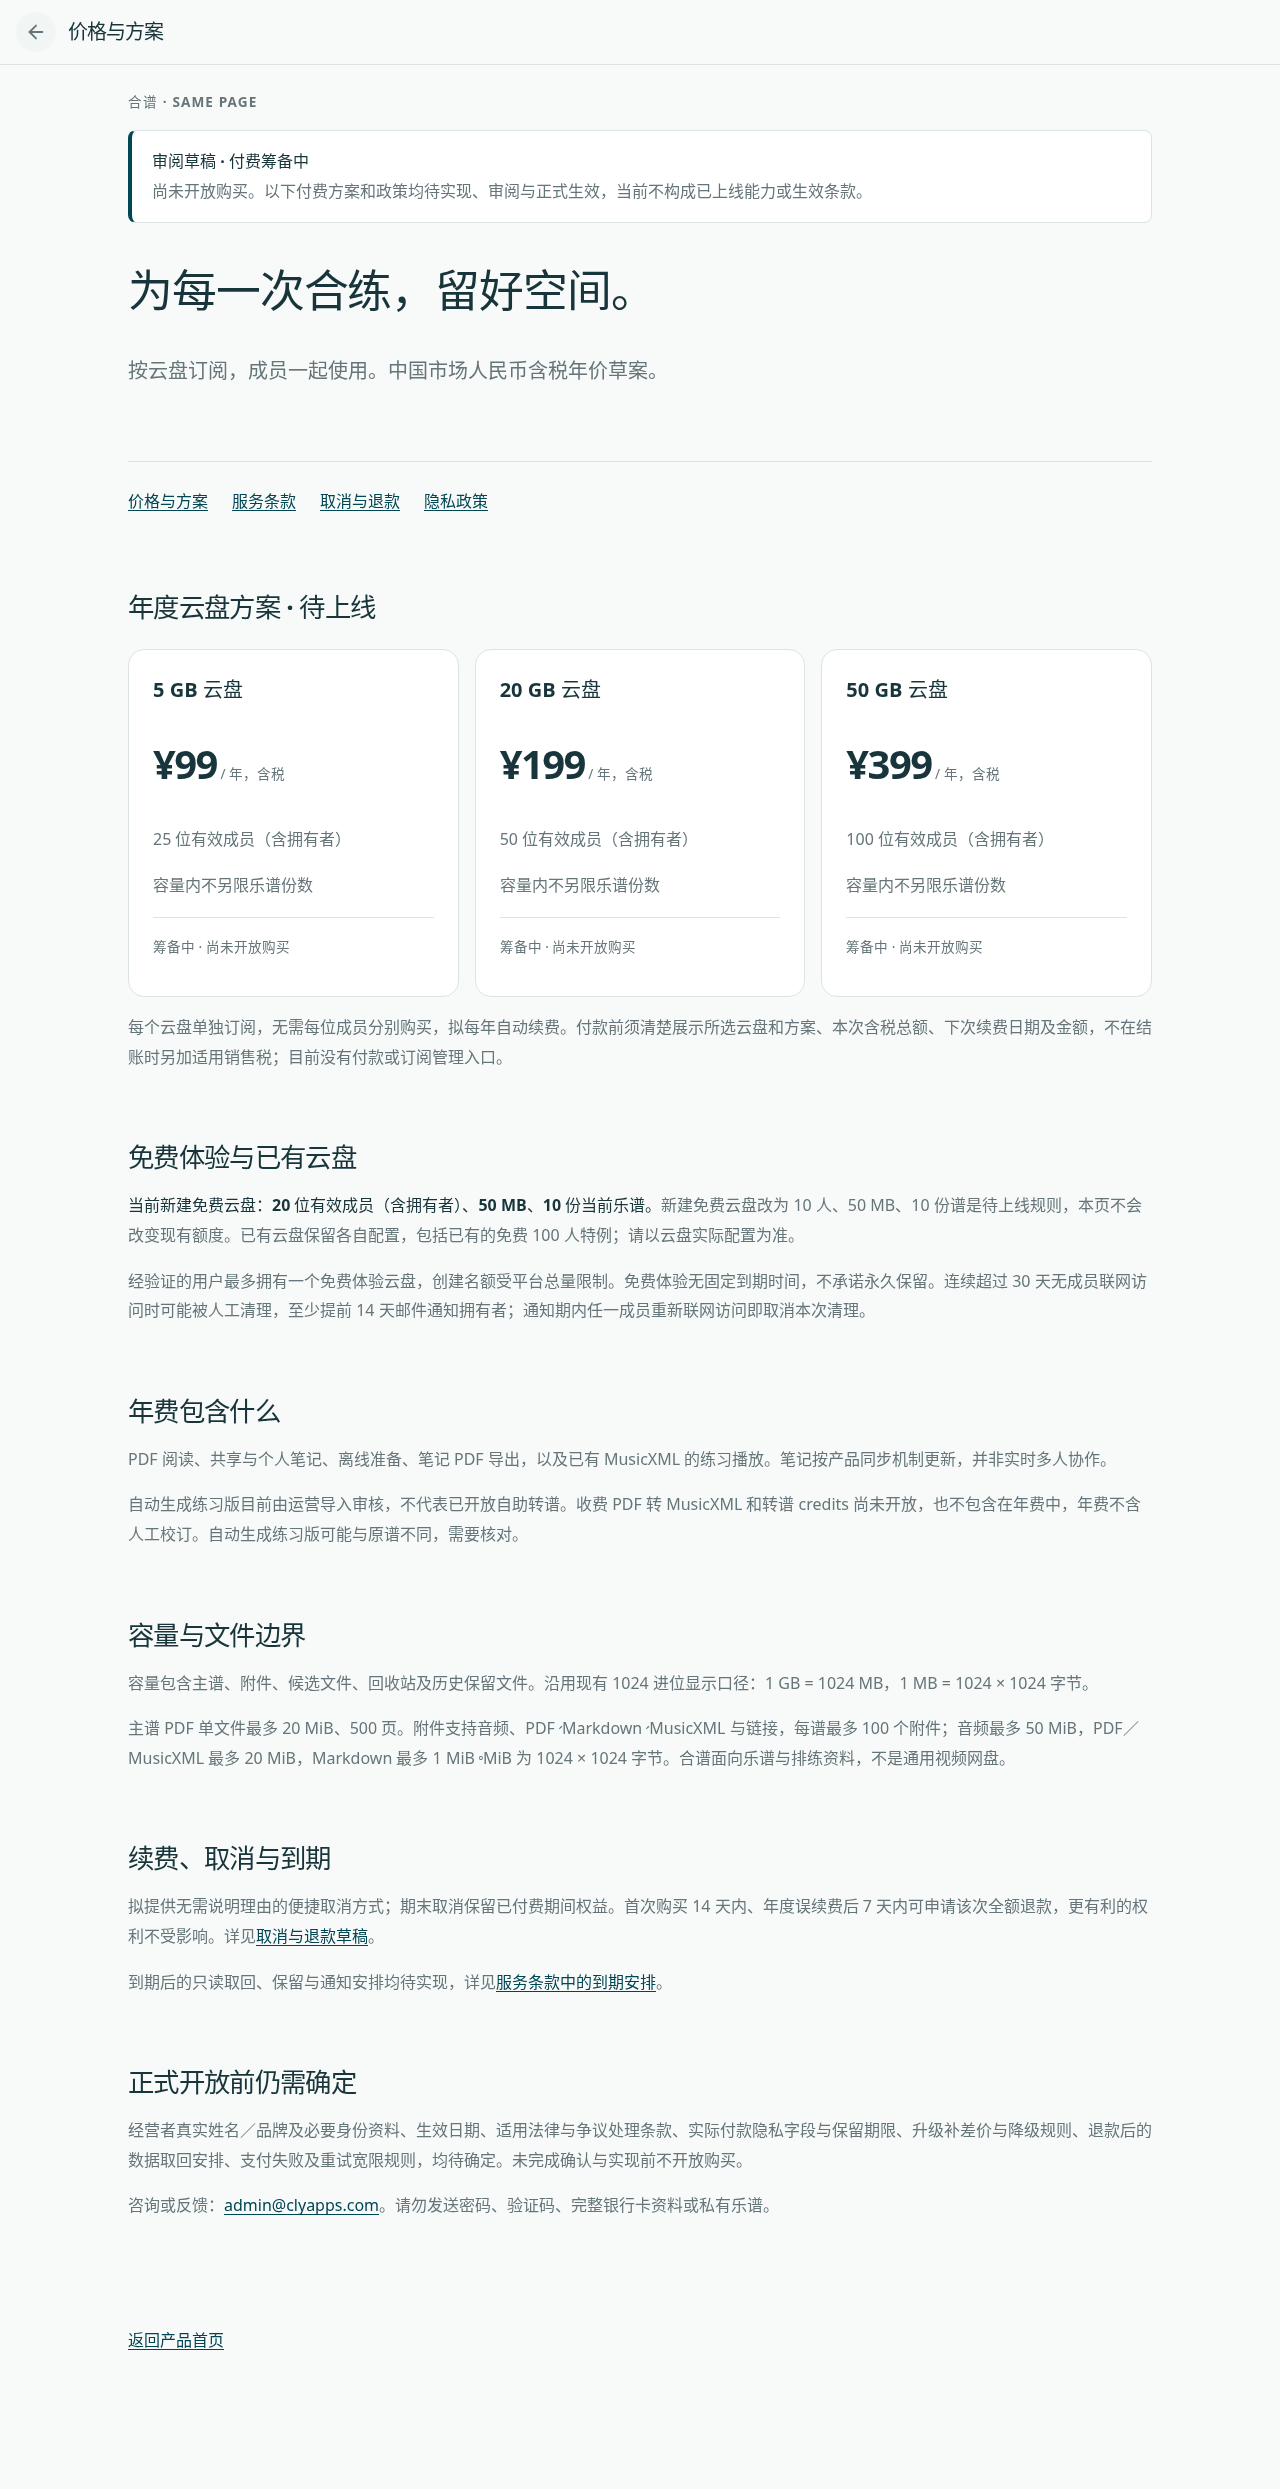 价格与方案
合谱 · SAME PAGE
审阅草稿 · 付费筹备中
尚未开放购买。以下付费方案和政策均待实现、审阅与正式生效，当前不构成已上线能力或生效条款。
为每一次合练，留好空间。
按云盘订阅，成员一起使用。中国市场人民币含税年价草案。
价格与方案 服务条款 取消与退款 隐私政策
年度云盘方案 · 待上线
5 GB 云盘
¥99 / 年，含税
25 位有效成员（含拥有者）
容量内不另限乐谱份数
筹备中 · 尚未开放购买
20 GB 云盘
¥199 / 年，含税
50 位有效成员（含拥有者）
容量内不另限乐谱份数
筹备中 · 尚未开放购买
50 GB 云盘
¥399 / 年，含税
100 位有效成员（含拥有者）
容量内不另限乐谱份数
筹备中 · 尚未开放购买
每个云盘单独订阅，无需每位成员分别购买，拟每年自动续费。付款前须清楚展示所选云盘和方案、本次含税总额、下次续费日期及金额，不在结
账时另加适用销售税；目前没有付款或订阅管理入口。
免费体验与已有云盘
当前新建免费云盘：20 位有效成员（含拥有者）、50 MB、10 份当前乐谱。新建免费云盘改为 10 人、50 MB、10 份谱是待上线规则，本页不会
改变现有额度。已有云盘保留各自配置，包括已有的免费 100 人特例；请以云盘实际配置为准。
经验证的用户最多拥有一个免费体验云盘，创建名额受平台总量限制。免费体验无固定到期时间，不承诺永久保留。连续超过 30 天无成员联网访
问时可能被人工清理，至少提前 14 天邮件通知拥有者；通知期内任一成员重新联网访问即取消本次清理。
年费包含什么
PDF 阅读、共享与个人笔记、离线准备、笔记 PDF 导出，以及已有 MusicXML 的练习播放。笔记按产品同步机制更新，并非实时多人协作。
自动生成练习版目前由运营导入审核，不代表已开放自助转谱。收费 PDF 转 MusicXML 和转谱 credits 尚未开放，也不包含在年费中，年费不含
人工校订。自动生成练习版可能与原谱不同，需要核对。
容量与文件边界
容量包含主谱、附件、候选文件、回收站及历史保留文件。沿用现有 1024 进位显示口径：1 GB = 1024 MB，1 MB = 1024 × 1024 字节。
主谱 PDF 单文件最多 20 MiB、500 页。附件支持音频、PDF、Markdown、MusicXML 与链接，每谱最多 100 个附件；音频最多 50 MiB，PDF／
MusicXML 最多 20 MiB，Markdown 最多 1 MiB。MiB 为 1024 × 1024 字节。合谱面向乐谱与排练资料，不是通用视频网盘。
续费、取消与到期
拟提供无需说明理由的便捷取消方式；期末取消保留已付费期间权益。首次购买 14 天内、年度误续费后 7 天内可申请该次全额退款，更有利的权
利不受影响。详见取消与退款草稿。
到期后的只读取回、保留与通知安排均待实现，详见服务条款中的到期安排。
正式开放前仍需确定
经营者真实姓名／品牌及必要身份资料、生效日期、适用法律与争议处理条款、实际付款隐私字段与保留期限、升级补差价与降级规则、退款后的
数据取回安排、支付失败及重试宽限规则，均待确定。未完成确认与实现前不开放购买。
咨询或反馈：admin@clyapps.com。请勿发送密码、验证码、完整银行卡资料或私有乐谱。
返回产品首页